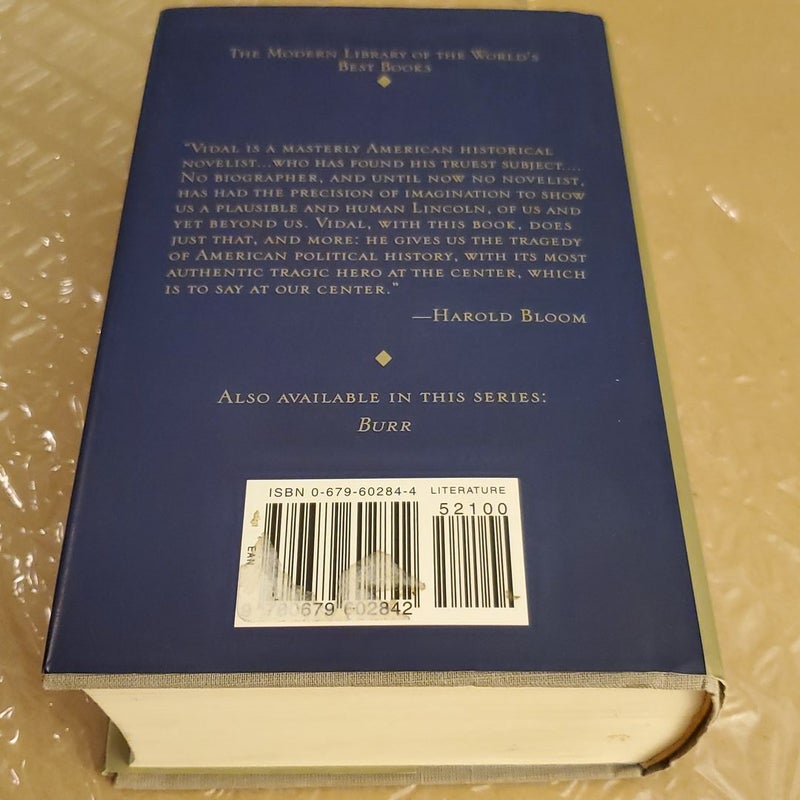 The Modern Library of the World's
Best Books
"Vidal is a masterly American historical
novelist...who has found his truest subject....
No biographer, and until now no novelist,
has had the precision of imagination to show
us a plausible and human Lincoln, of us and
yet beyond us. Vidal, with this book, does
just that, and more: he gives us the tragedy
of American political history, with its most
authentic tragic hero at the center, which
is to say at our center."
—Harold Bloom
Also available in this series:
Burr
ISBN 0-679-60284-4 LITERATURE
52100
EAN
602842